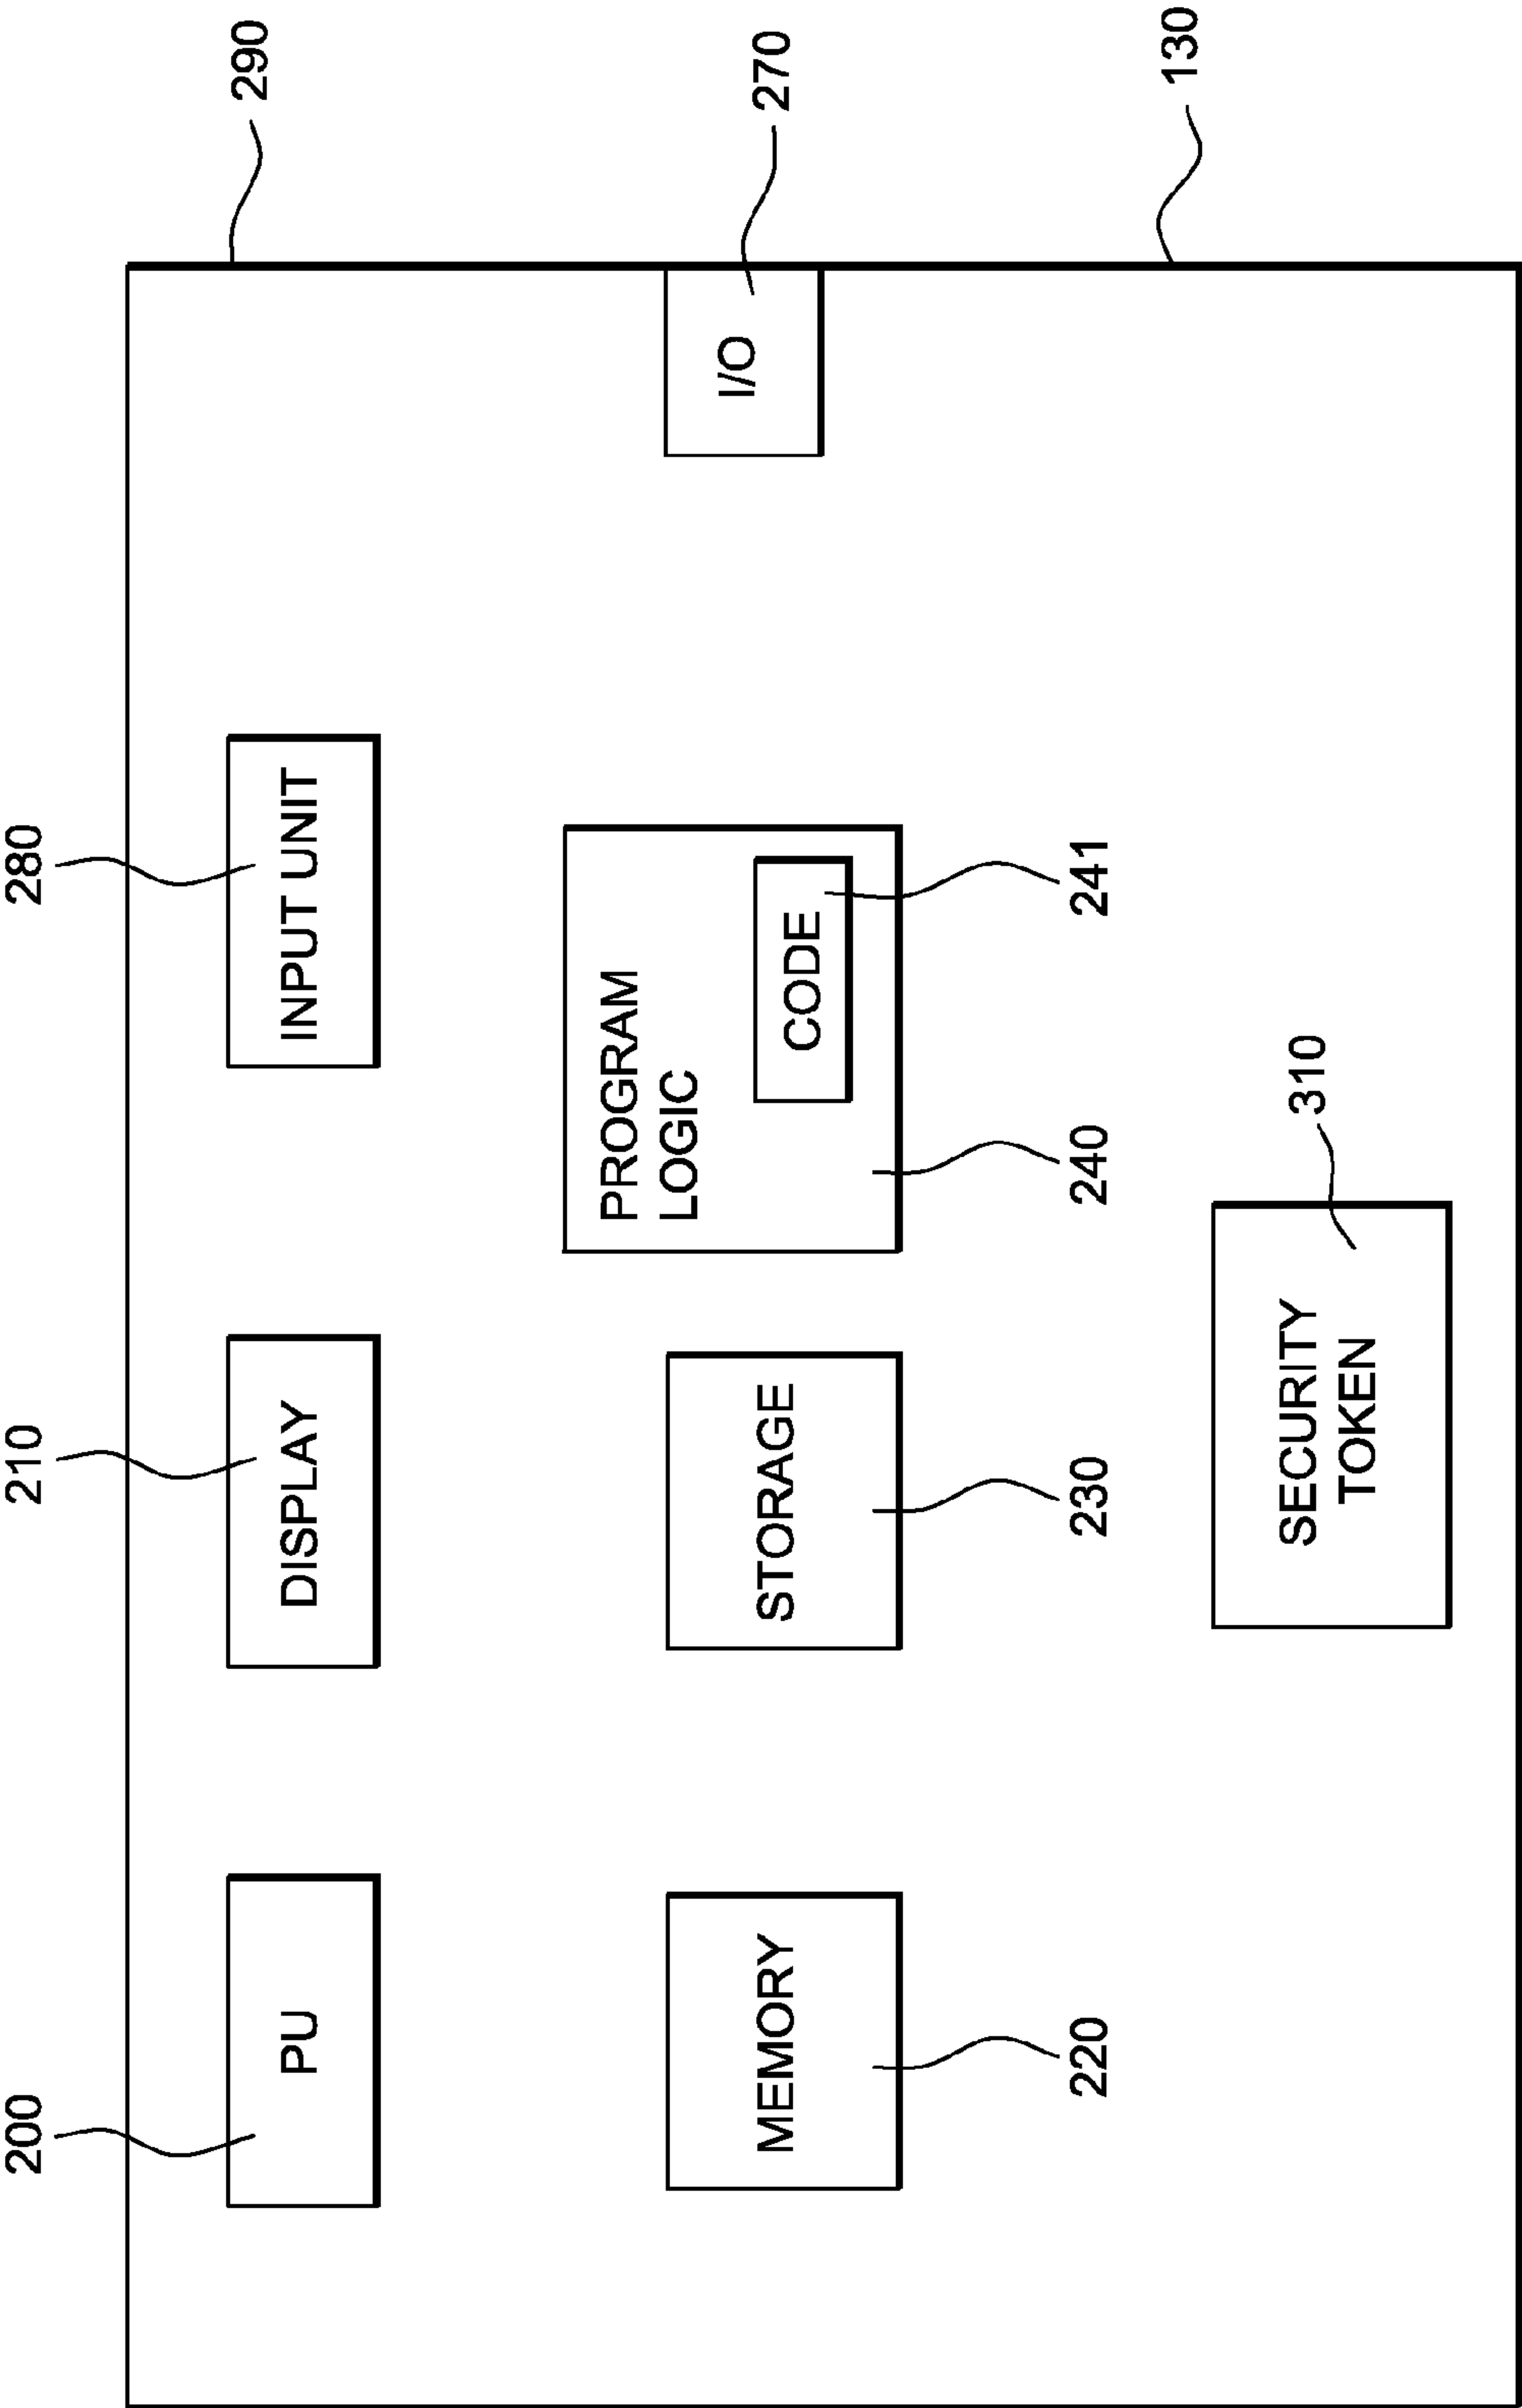 200
210
280
290
PU
DISPLAY
INPUT UNIT
PROGRAM
LOGIC
I/O
270
MEMORY
STORAGE
CODE
220
230
240
241
130
SECURITY
TOKEN
310